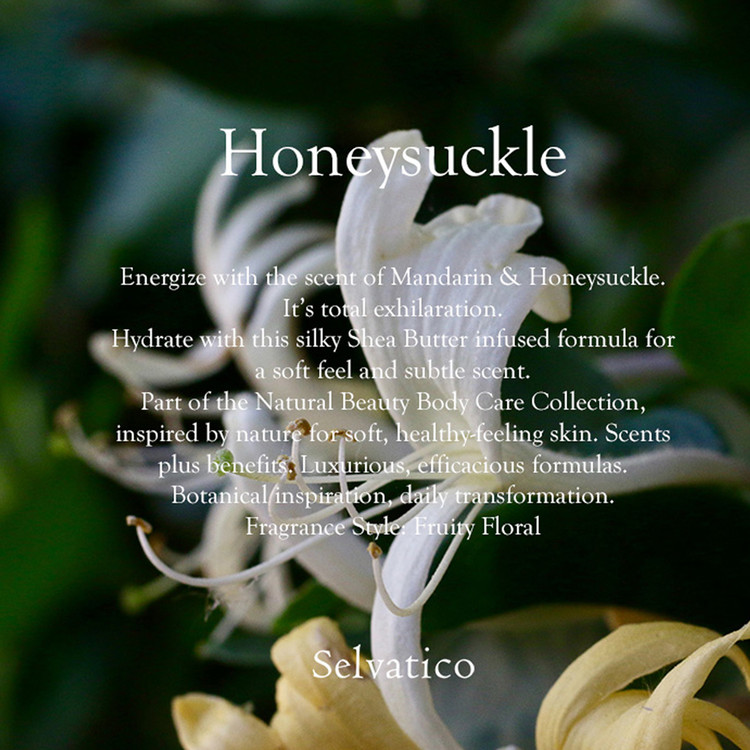 Honeysuckle
Energize with the scent of Mandarin & Honeysuckle.
It's total exhilaration.
Hydrate with this silky Shea Butter infused formula for
a soft feel and subtle scent.
Part of the Natural Beauty Body Care Collection,
inspired by nature for soft, healthy-feeling skin. Scents
plus benefits. Luxurious, efficacious formulas.
Botanical inspiration, daily transformation.
Fragrance Style: Fruity Floral
Selvatico